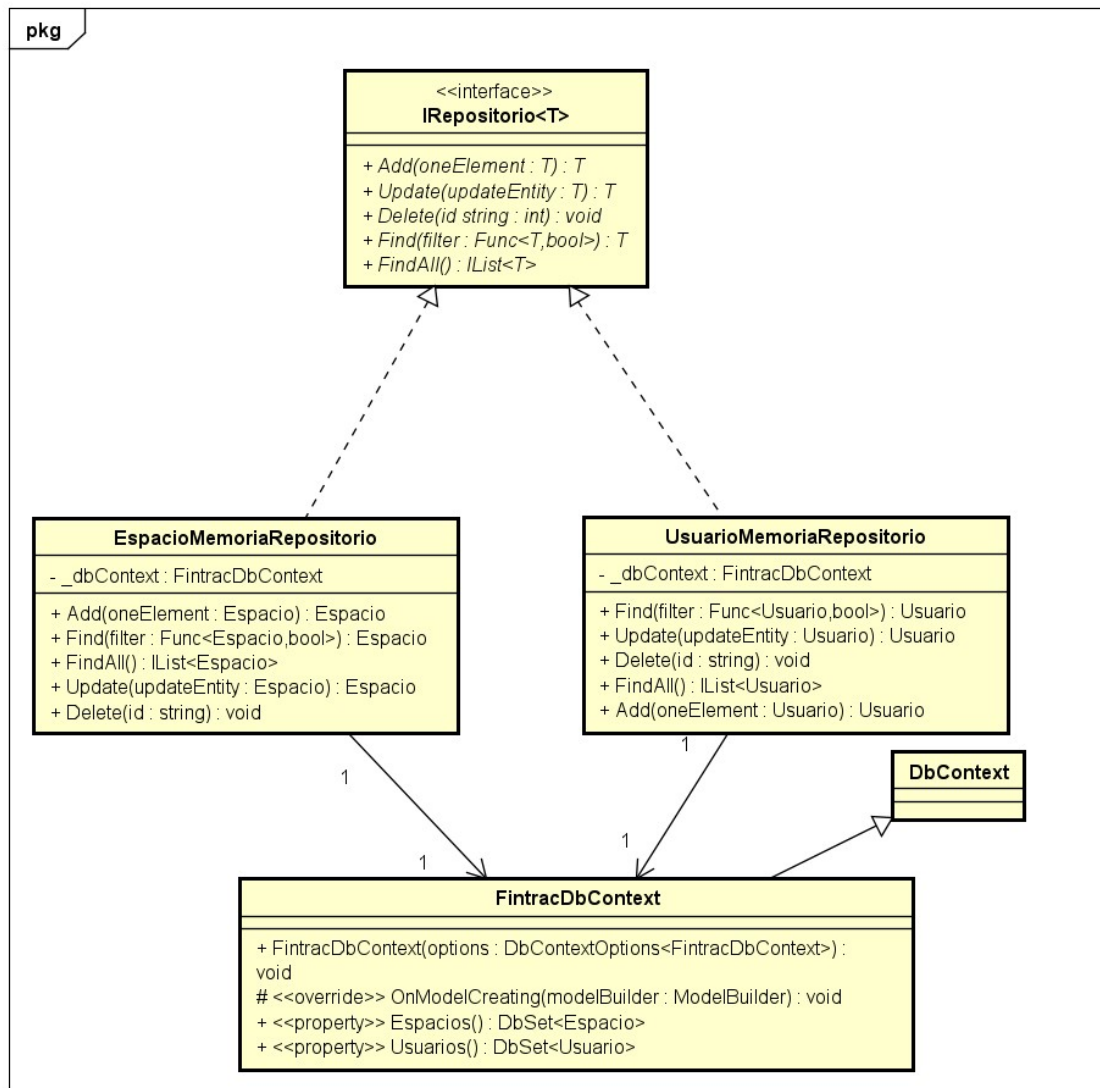 pkg
<<interface>>
IRepositorio<T>
+ Add(oneElement : T) : T
+ Update(updateEntity : T) : T
+ Delete(id string : int) : void
+ Find(filter : Func<T,bool>) : T
+ FindAll() : IList<T>
EspacioMemoriaRepositorio
- _dbContext : FintracDbContext
+ Add(oneElement : Espacio) : Espacio
+ Find(filter : Func<Espacio,bool>) : Espacio
+ FindAll() : IList<Espacio>
+ Update(updateEntity : Espacio) : Espacio
+ Delete(id : string) : void
UsuarioMemoriaRepositorio
- _dbContext : FintracDbContext
+ Find(filter : Func<Usuario,bool>) : Usuario
+ Update(updateEntity : Usuario) : Usuario
+ Delete(id : string) : void
+ FindAll() : IList<Usuario>
+ Add(oneElement : Usuario) : Usuario
1
1
DbContext
1
1
FintracDbContext
+ FintracDbContext(options : DbContextOptions<FintracDbContext>) :
void
# <<override>> OnModelCreating(modelBuilder : ModelBuilder) : void
+ <<property>> Espacios() : DbSet<Espacio>
+ <<property>> Usuarios() : DbSet<Usuario>